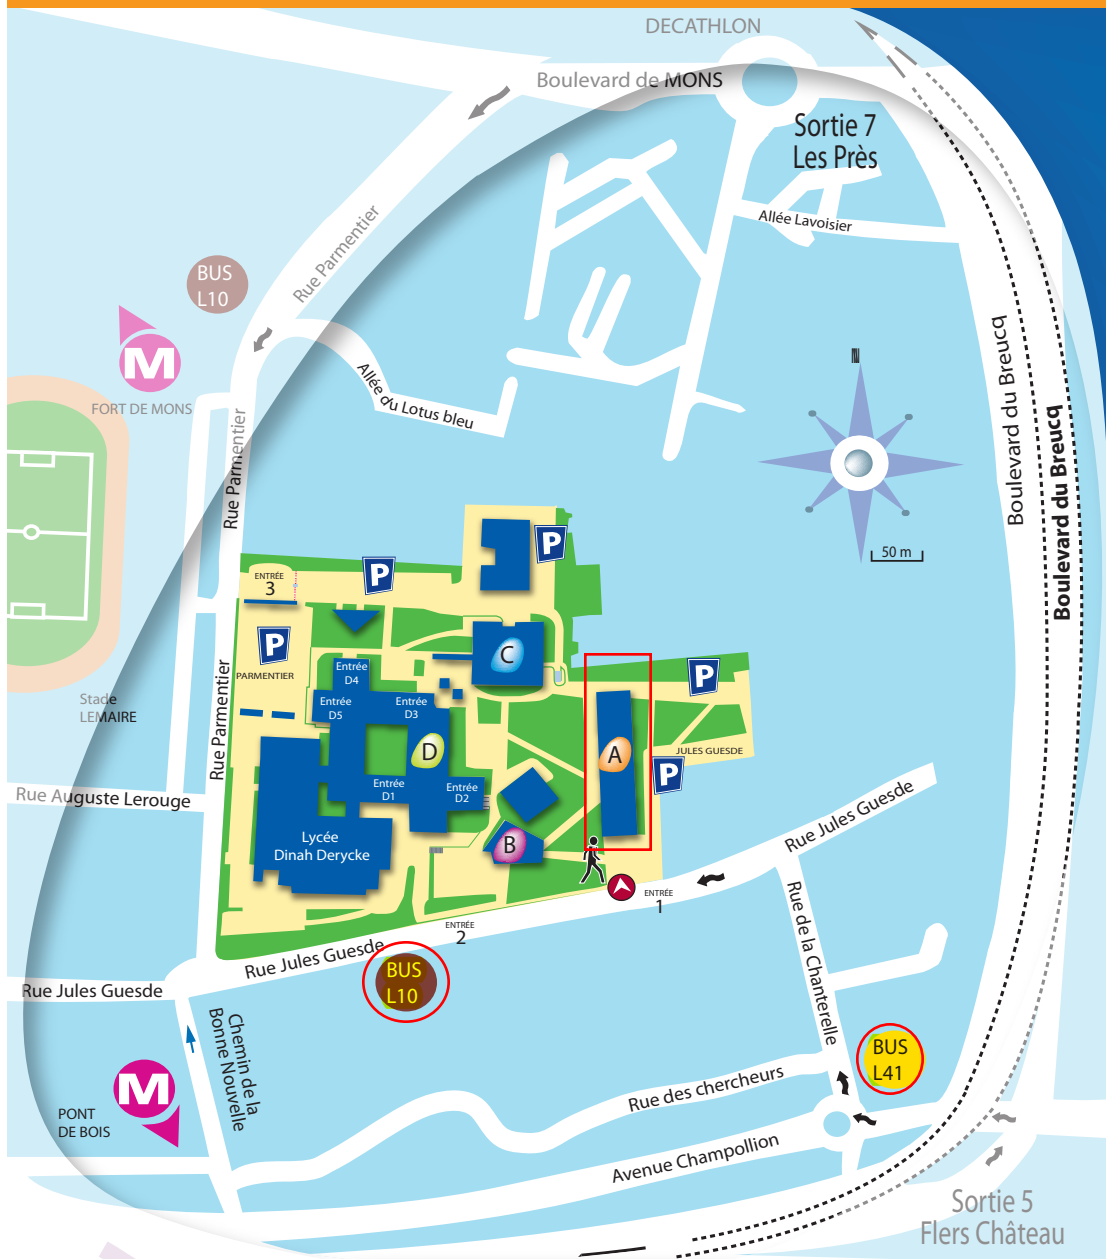 DECATHLON
Boulevard de MONS
Sortie 7
Les Près
Allée Lavoisier
Rue Parmentier
BUS
L10
M
FORT DE MONS
Allée du Lotus bleu
N
Boulevard du Breucq
Boulevard du Breucq
50 m
Rue Parmentier
P
P
ENTRÉE
3
P
PARMENTIER
C
Entrée
D4
Entrée
D5
Entrée
D3
D
Entrée
D1
Entrée
D2
Stade
LEMAIRE
Rue Parmentier
P
JULES GUESDE
P
A
B
Rue Auguste Lerouge
Lycée
Dinah Derycke
Rue Jules Guesde
ENTRÉE
1
ENTRÉE
2
Rue Jules Guesde
Rue de la Chanterelle
BUS
L10
Rue Jules Guesde
Chemin de la
Bonne Nouvelle
BUS
L41
M
PONT
DE BOIS
Rue des chercheurs
Avenue Champollion
Sortie 5
Flers Château